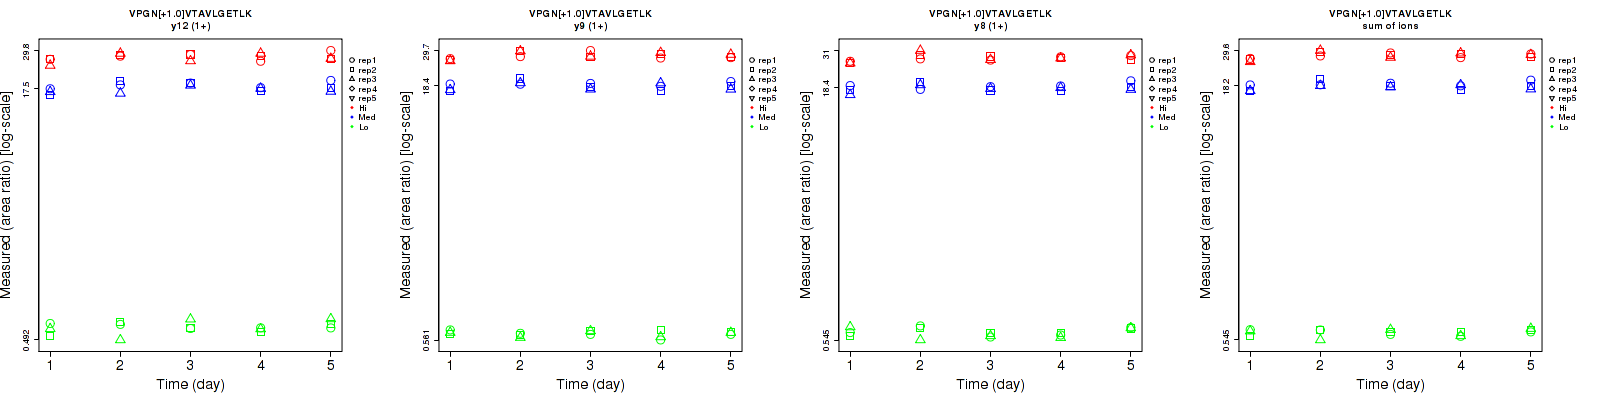 VPGN[+1.0]VTAVLGETLK
y12 (1+)
Measured (area ratio) [log-scale]
29.8
17.5
0.492
1 2 3 4 5
Time (day)
rep1
rep2
rep3
rep4
rep5
Hi
Med
Lo
VPGN[+1.0]VTAVLGETLK
y9 (1+)
Measured (area ratio) [log-scale]
29.7
18.4
0.561
1 2 3 4 5
Time (day)
rep1
rep2
rep3
rep4
rep5
Hi
Med
Lo
VPGN[+1.0]VTAVLGETLK
y8 (1+)
Measured (area ratio) [log-scale]
31
18.4
0.545
1 2 3 4 5
Time (day)
rep1
rep2
rep3
rep4
rep5
Hi
Med
Lo
VPGN[+1.0]VTAVLGETLK
sum of ions
Measured (area ratio) [log-scale]
29.8
18.2
0.545
1 2 3 4 5
Time (day)
rep1
rep2
rep3
rep4
rep5
Hi
Med
Lo